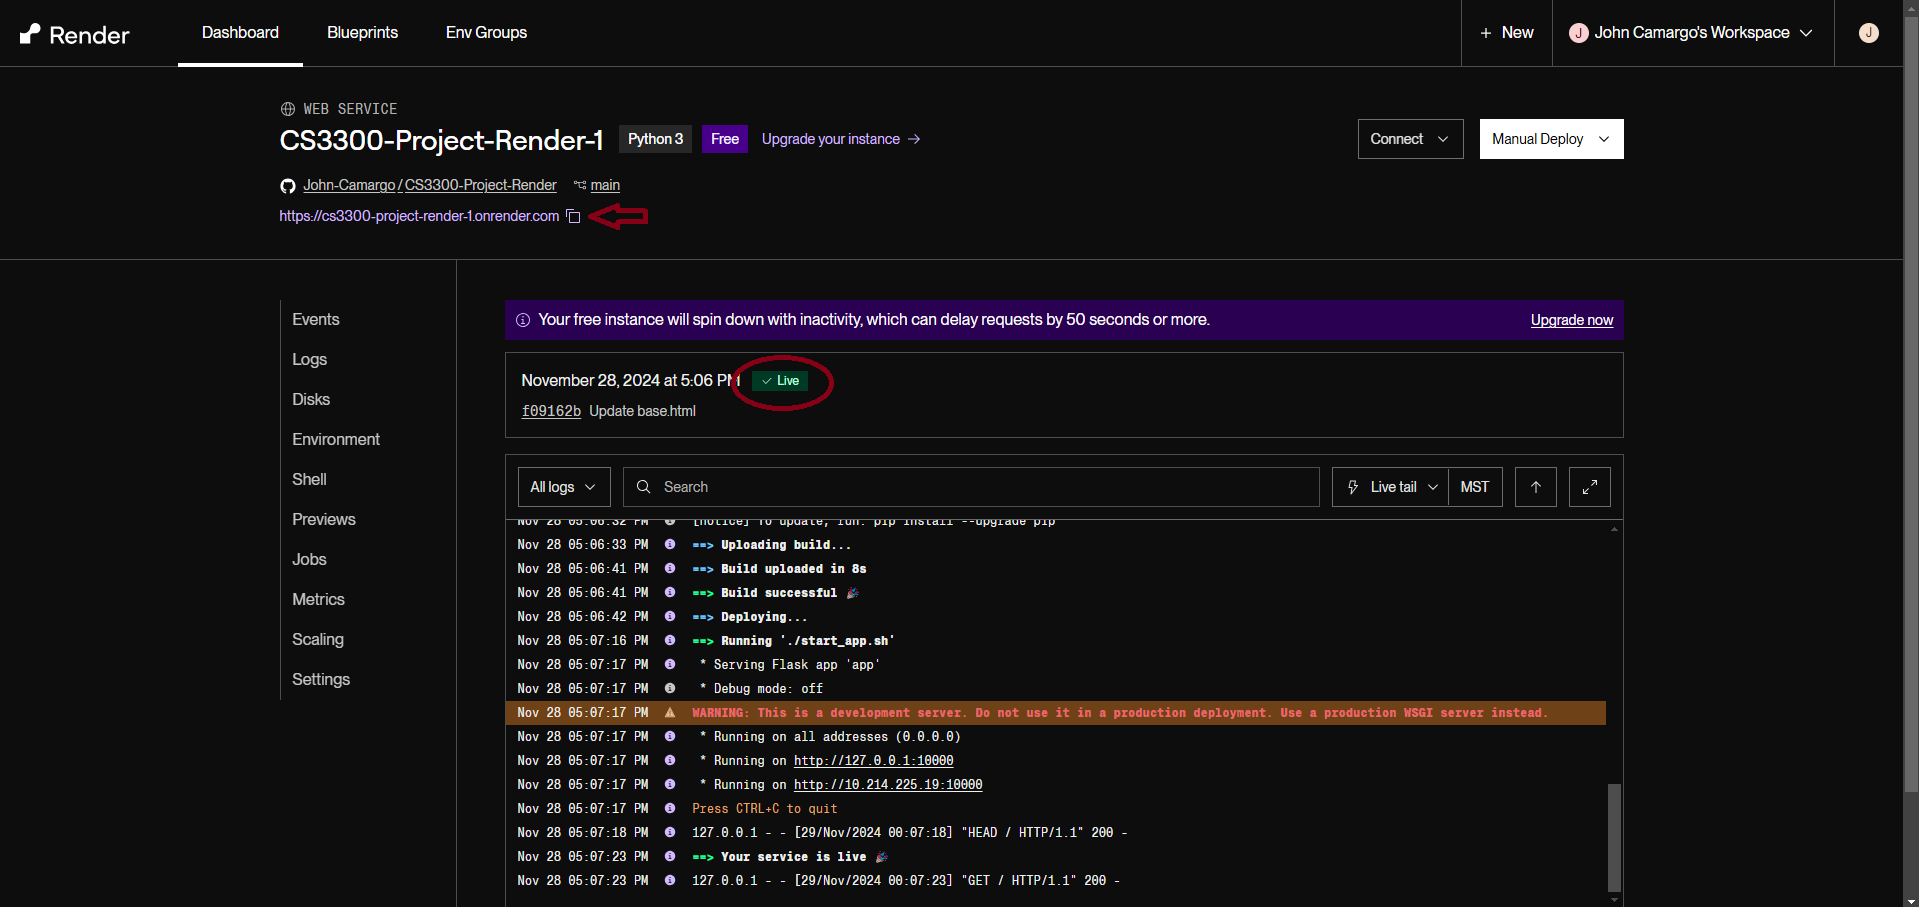 Render
Dashboard
Blueprints
Env Groups
+ New
J John Camargo's Workspace
J
WEB SERVICE
CS3300-Project-Render-1 Python 3 Free Upgrade your instance →
Connect
Manual Deploy
John-Camargo / CS3300-Project-Render main
https://cs3300-project-render-1.onrender.com
Events
Logs
Disks
Environment
Shell
Previews
Jobs
Metrics
Scaling
Settings
Your free instance will spin down with inactivity, which can delay requests by 50 seconds or more. Upgrade now
November 28, 2024 at 5:06 PM ✓ Live
f09162b Update base.html
All logs
Search
Live tail
MST
Nov 28 05:06:32 PM [notice] To update, run: pip install --upgrade pip
Nov 28 05:06:33 PM ==> Uploading build...
Nov 28 05:06:41 PM ==> Build uploaded in 8s
Nov 28 05:06:41 PM ==> Build successful 🎉
Nov 28 05:06:42 PM ==> Deploying...
Nov 28 05:07:16 PM ==> Running './start_app.sh'
Nov 28 05:07:17 PM * Serving Flask app 'app'
Nov 28 05:07:17 PM * Debug mode: off
Nov 28 05:07:17 PM WARNING: This is a development server. Do not use it in a production deployment. Use a production WSGI server instead.
Nov 28 05:07:17 PM * Running on all addresses (0.0.0.0)
Nov 28 05:07:17 PM * Running on http://127.0.0.1:10000
Nov 28 05:07:17 PM * Running on http://10.214.225.19:10000
Nov 28 05:07:17 PM Press CTRL+C to quit
Nov 28 05:07:18 PM 127.0.0.1 - - [29/Nov/2024 00:07:18] "HEAD / HTTP/1.1" 200 -
Nov 28 05:07:23 PM ==> Your service is live 🎉
Nov 28 05:07:23 PM 127.0.0.1 - - [29/Nov/2024 00:07:23] "GET / HTTP/1.1" 200 -